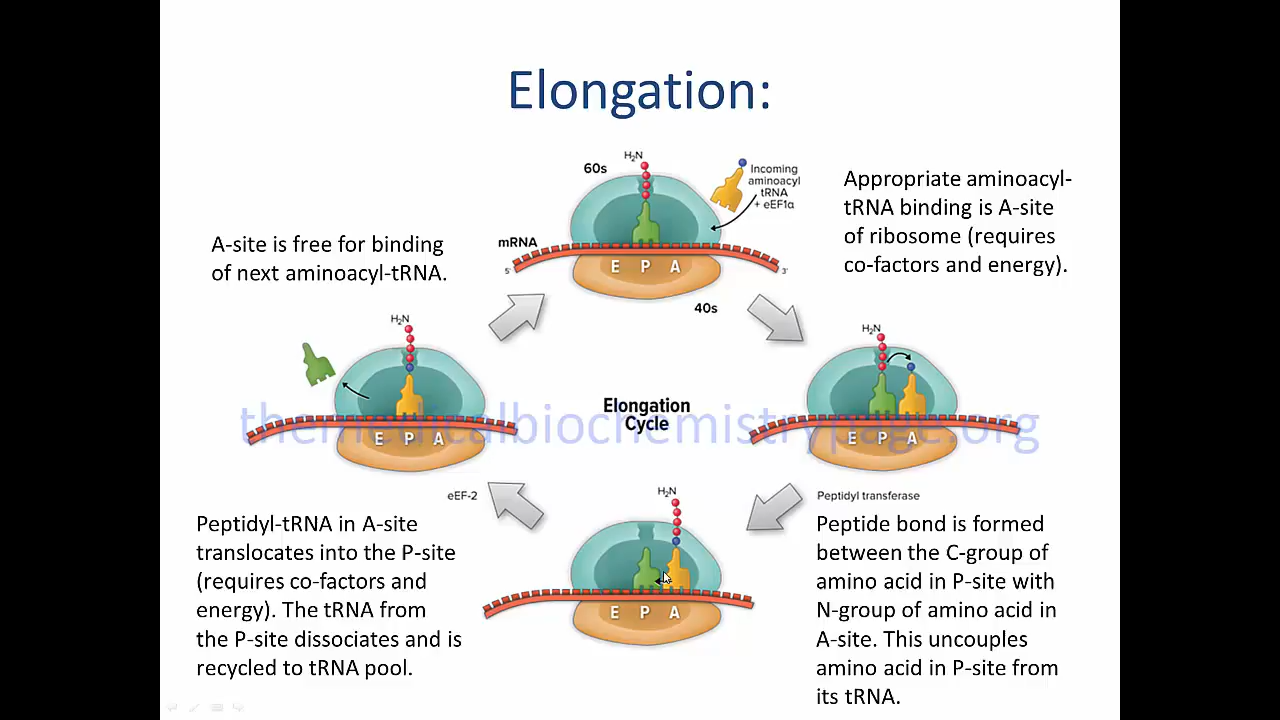 Elongation:
H₂N
60s
Incoming
aminoacyl
tRNA
+ eEF1α
mRNA
5'
E P A
3'
40s
Appropriate aminoacyl-
tRNA binding is A-site
of ribosome (requires
co-factors and energy).
A-site is free for binding
of next aminoacyl-tRNA.
H₂N
E P A
H₂N
E P A
Elongation
Cycle
themedicalbiochemistrypage.org
eEF-2
Peptidyl transferase
H₂N
E P A
Peptidyl-tRNA in A-site
translocates into the P-site
(requires co-factors and
energy). The tRNA from
the P-site dissociates and is
recycled to tRNA pool.
Peptide bond is formed
between the C-group of
amino acid in P-site with
N-group of amino acid in
A-site. This uncouples
amino acid in P-site from
its tRNA.